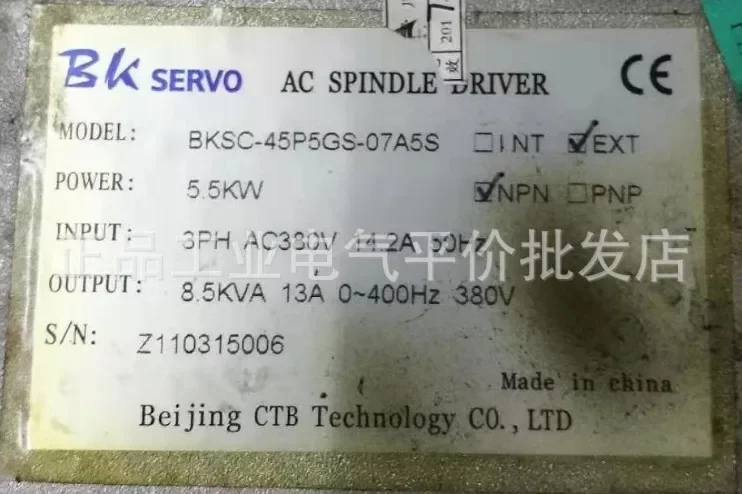 BK SERVO AC SPINDLE DRIVER CE
MODEL: BKSC-45P5GS-07A5S □INT ☑EXT
POWER: 5.5KW ☑NPN □PNP
INPUT: 3PH AC380V 14.2A 50Hz
正品工业电气平价批发店
OUTPUT: 8.5KVA 13A 0~400Hz 380V
S/N: Z110315006
Made in china
Beijing CTB Technology CO.,LTD
201
效